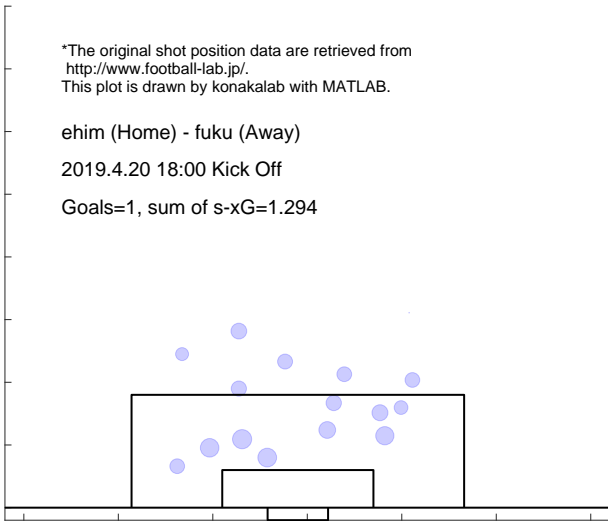 *The original shot position data are retrieved from
http://www.football-lab.jp/.
This plot is drawn by konakalab with MATLAB.
ehim (Home) - fuku (Away)
2019.4.20 18:00 Kick Off
Goals=1, sum of s-xG=1.294